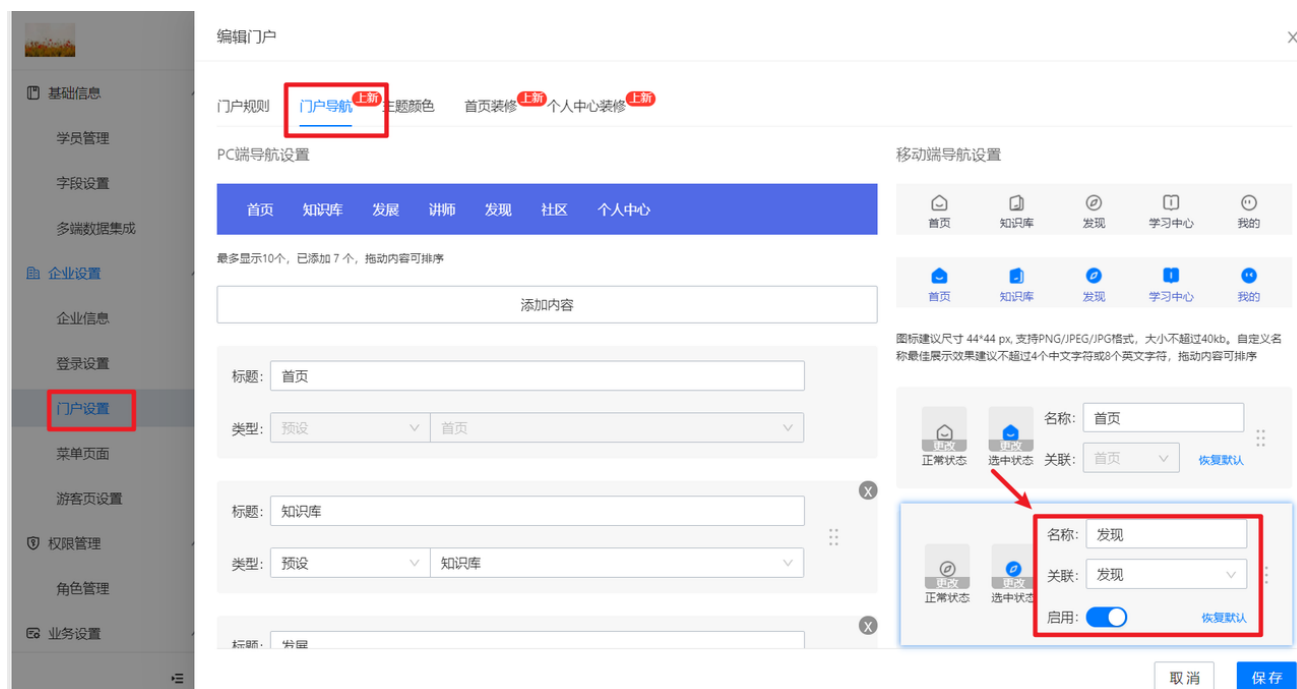 编辑门户
X
基础信息
学员管理
字段设置
多端数据集成
企业设置
企业信息
登录设置
门户设置
菜单页面
游客页设置
权限管理
角色管理
业务设置
门户规则 门户导航 上新 主题颜色 首页装修 上新 个人中心装修 上新
PC端导航设置
首页 知识库 发展 讲师 发现 社区 个人中心
最多显示10个，已添加 7 个，拖动内容可排序
添加内容
标题: 首页
类型: 预设 首页
X
标题: 知识库
类型: 预设 知识库
X
标题: 发展
移动端导航设置
首页 知识库 发现 学习中心 我的
首页 知识库 发现 学习中心 我的
图标建议尺寸 44*44 px, 支持PNG/JPEG/JPG格式，大小不超过40kb。自定义名
称最佳展示效果建议不超过4个中文字符或8个英文字符，拖动内容可排序
名称: 首页
更改 更改
正常状态 选中状态 关联: 首页 恢复默认
名称: 发现
更改 更改 关联: 发现
正常状态 选中状态
启用: 恢复默认
取消 保存